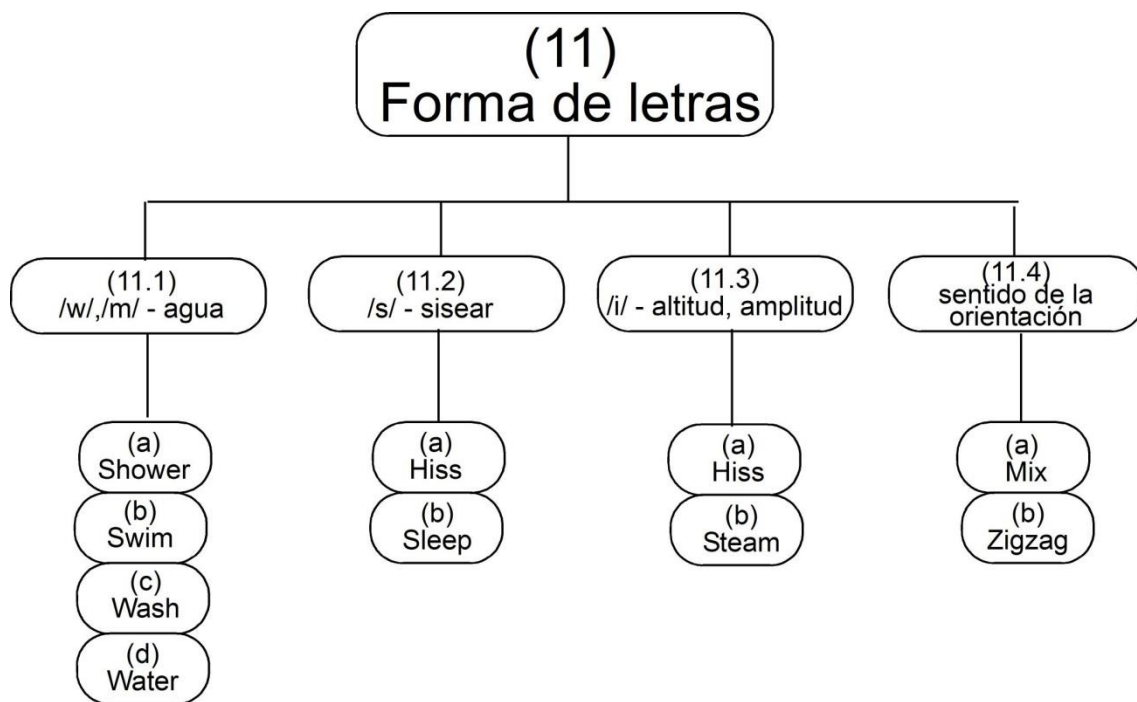 (11)
Forma de letras
(11.1)
/w/,/m/ - agua
(11.2)
/s/ - sisear
(11.3)
/i/ - altitud, amplitud
(11.4)
sentido de la
orientación
(a)
Shower
(b)
Swim
(c)
Wash
(d)
Water
(a)
Hiss
(b)
Sleep
(a)
Hiss
(b)
Steam
(a)
Mix
(b)
Zigzag